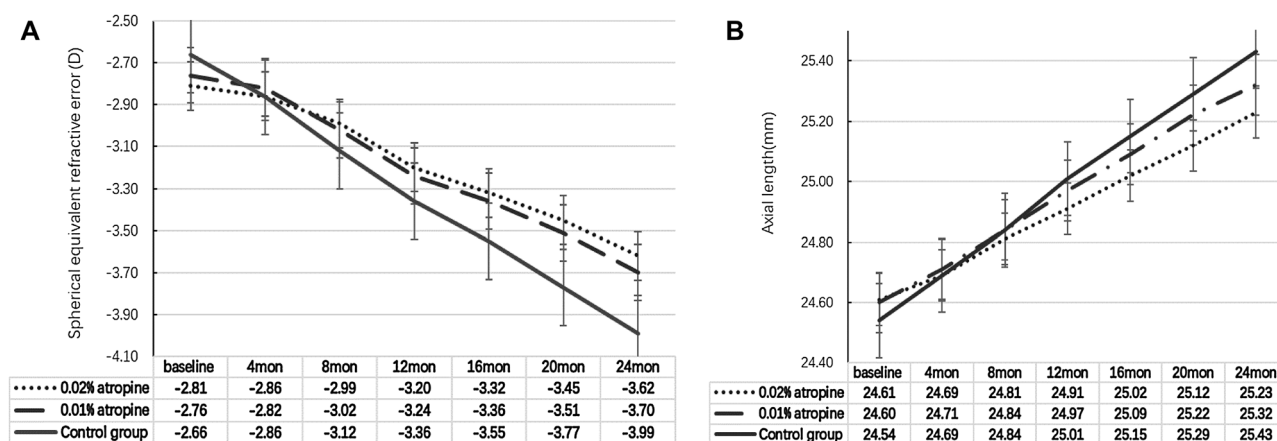 A
Spherical equivalent refractive error (D)
−2.50
−2.70
−2.90
−3.10
−3.30
−3.50
−3.70
−3.90
−4.10
baseline 4mon 8mon 12mon 16mon 20mon 24mon
0.02% atropine −2.81 −2.86 −2.99 −3.20 −3.32 −3.45 −3.62
0.01% atropine −2.76 −2.82 −3.02 −3.24 −3.36 −3.51 −3.70
Control group −2.66 −2.86 −3.12 −3.36 −3.55 −3.77 −3.99
B
Axial length(mm)
25.40
25.20
25.00
24.80
24.60
24.40
baseline 4mon 8mon 12mon 16mon 20mon 24mon
0.02% atropine 24.61 24.69 24.81 24.91 25.02 25.12 25.23
0.01% atropine 24.60 24.71 24.84 24.97 25.09 25.22 25.32
Control group 24.54 24.69 24.84 25.01 25.15 25.29 25.43